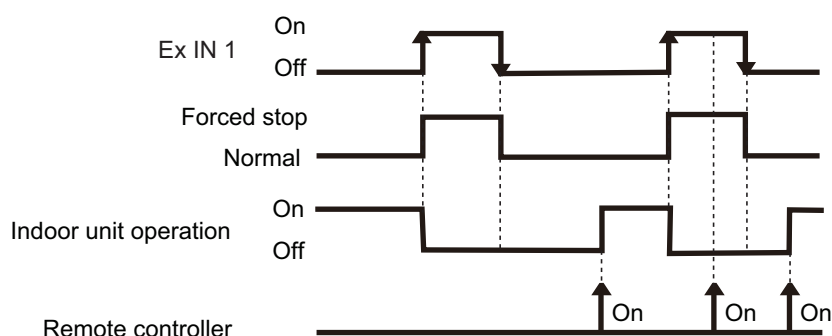 On
Ex IN 1
Off
Forced stop
Normal
On
Indoor unit operation
Off
On On On
Remote controller